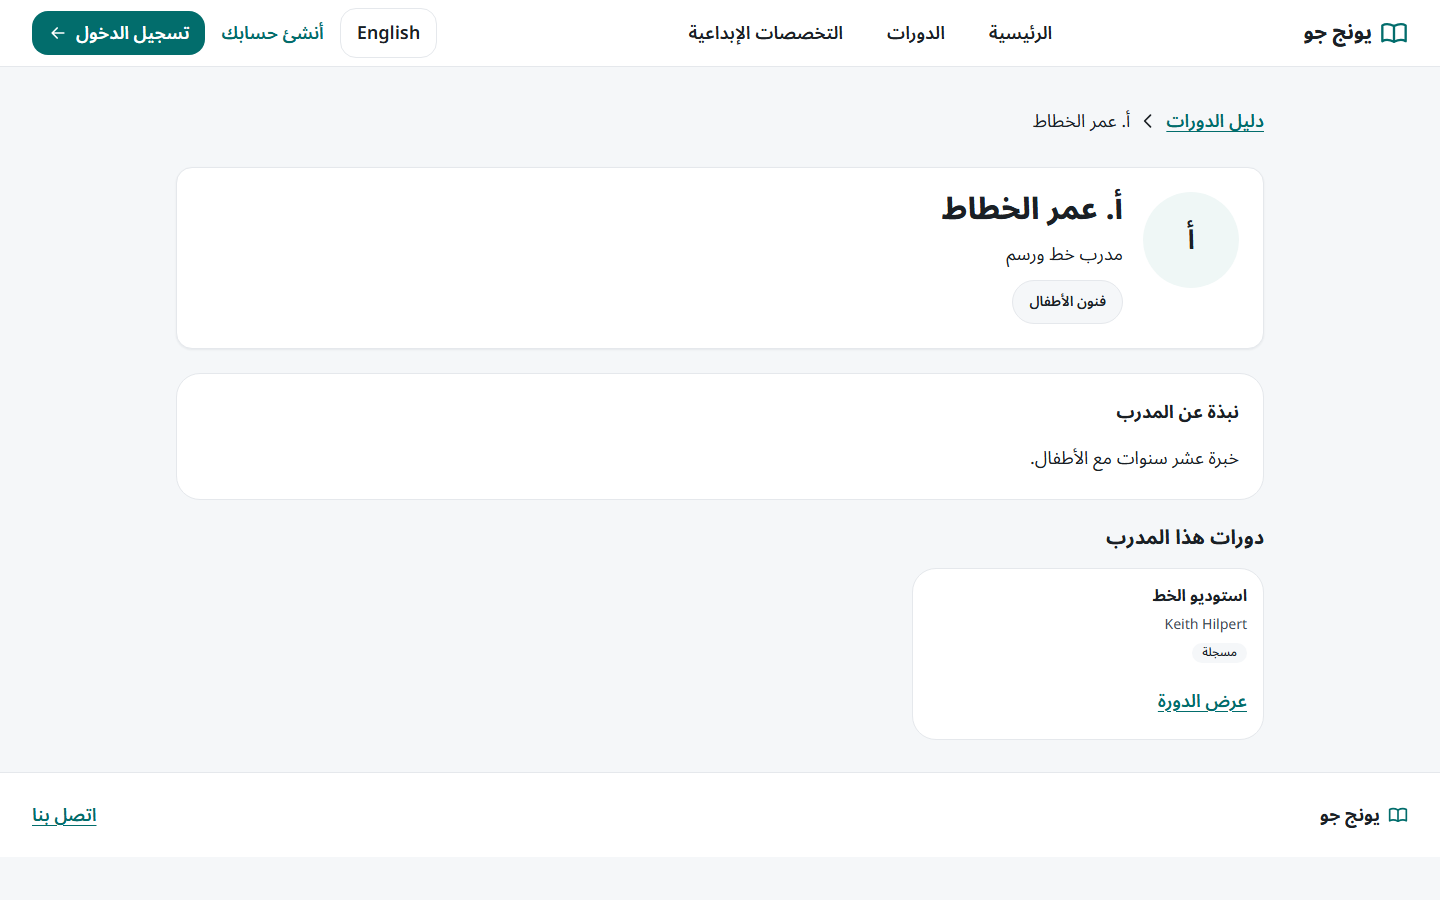 يونج جو
الرئيسية
الدورات
التخصصات الإبداعية
English
أنشئ حسابك
تسجيل الدخول ←
دليل الدورات
أ. عمر الخطاط
أ
أ. عمر الخطاط
مدرب خط ورسم
فنون الأطفال
نبذة عن المدرب
خبرة عشر سنوات مع الأطفال.
دورات هذا المدرب
استوديو الخط
Keith Hilpert
مسجلة
عرض الدورة
يونج جو
اتصل بنا